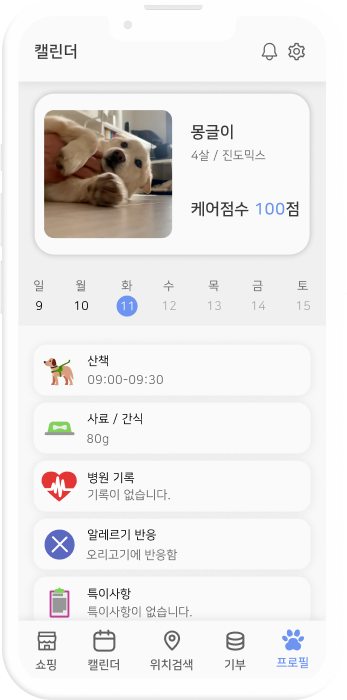 캘린더
몽글이
4살 / 진도믹스
케어점수 100점
일 월 화 수 목 금 토
9 10 11 12 13 14 15
산책
09:00-09:30
사료 / 간식
80g
병원 기록
기록이 없습니다.
알레르기 반응
오리고기에 반응함
특이사항
특이사항이 없습니다.
쇼핑 캘린더 위치검색 기부 프로필